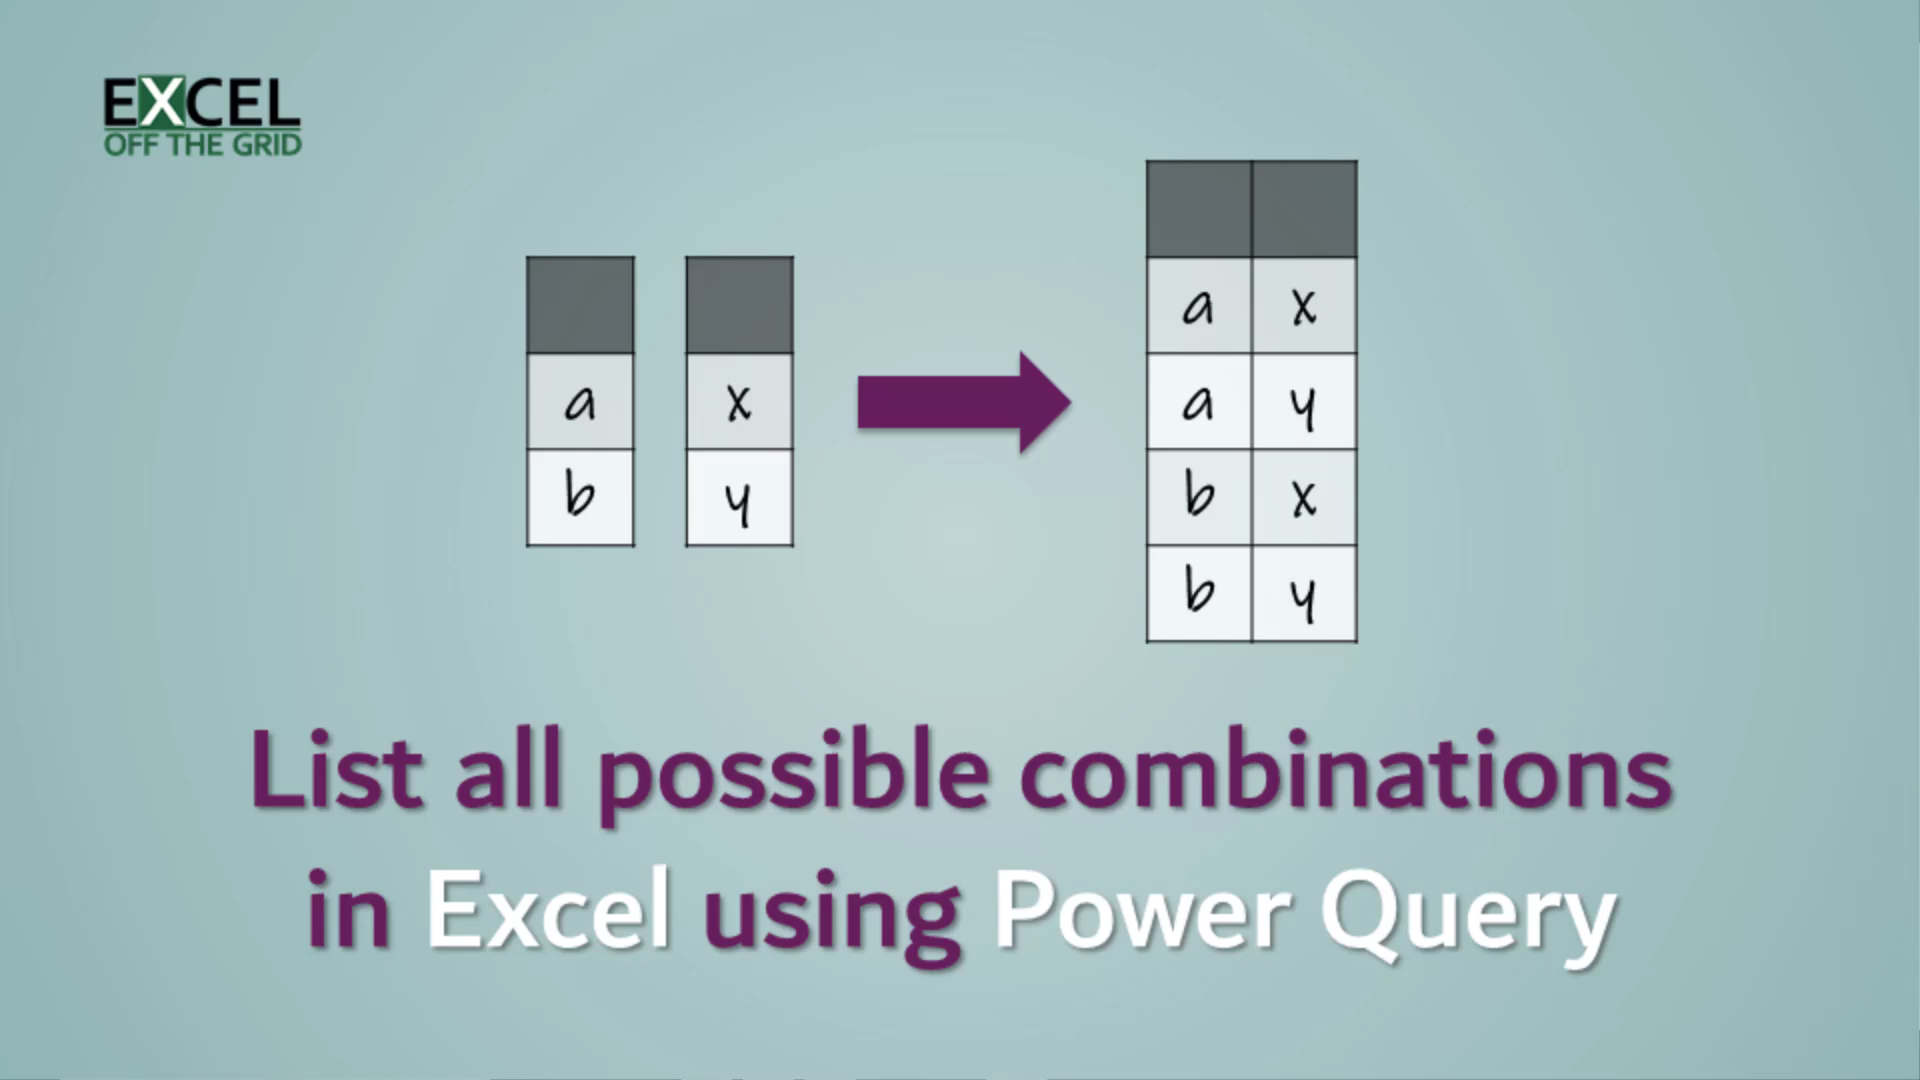 EXCEL
OFF THE GRID
a x
a x
a y
b y
b x
b y
List all possible combinations
in Excel using Power Query